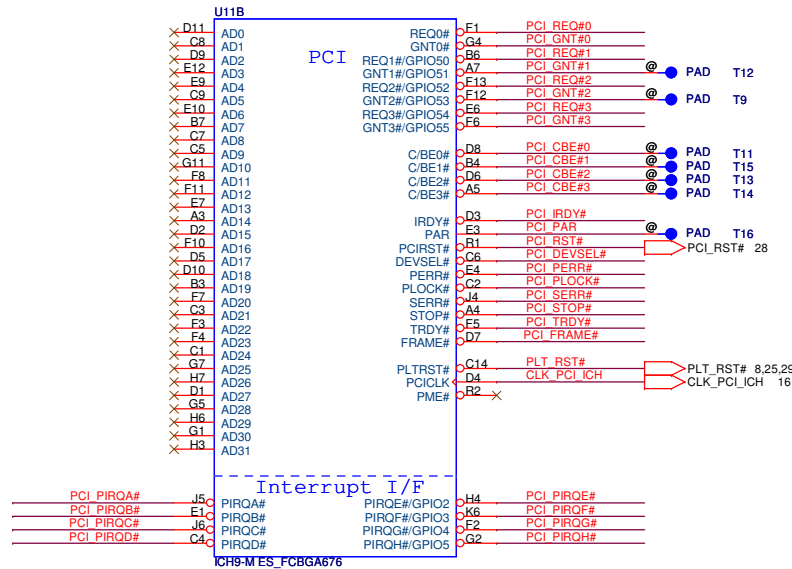 U11B
PCI
D11 AD0 REQ0# F1 PCI_REQ#0
C8 AD1 GNT0# G4 PCI_GNT#0
D9 AD2 REQ1#/GPIO50 B6 PCI_REQ#1
E12 AD3 GNT1#/GPIO51 A7 PCI_GNT#1 @ PAD T12
E9 AD4 REQ2#/GPIO52 F13 PCI_REQ#2
C9 AD5 GNT2#/GPIO53 F12 PCI_GNT#2 @ PAD T9
E10 AD6 REQ3#/GPIO54 E6 PCI_REQ#3
B7 AD7 GNT3#/GPIO55 F6 PCI_GNT#3
C7 AD8
C5 AD9 C/BE0# D8 PCI_CBE#0 @ PAD T11
G11 AD10 C/BE1# B4 PCI_CBE#1 @ PAD T15
F8 AD11 C/BE2# D6 PCI_CBE#2 @ PAD T13
F11 AD12 C/BE3# A5 PCI_CBE#3 @ PAD T14
E7 AD13
A3 AD14 IRDY# D3 PCI_IRDY#
D2 AD15 PAR E3 PCI_PAR @ PAD T16
F10 AD16 PCIRST# R1 PCI_RST# PCI_RST# 28
D5 AD17 DEVSEL# C6 PCI_DEVSEL#
D10 AD18 PERR# E4 PCI_PERR#
B3 AD19 PLOCK# C2 PCI_PLOCK#
F7 AD20 SERR# J4 PCI_SERR#
C3 AD21 STOP# A4 PCI_STOP#
F3 AD22 TRDY# F5 PCI_TRDY#
F4 AD23 FRAME# D7 PCI_FRAME#
C1 AD24
G7 AD25 PLTRST# C14 PLT_RST# PLT_RST# 8,25,29
H7 AD26 PCICLK D4 CLK_PCI_ICH CLK_PCI_ICH 16
D1 AD27 PME# R2
G5 AD28
H6 AD29
G1 AD30
H3 AD31
Interrupt I/F
PCI_PIRQA# J5 PIRQA# PIRQE#/GPIO2 H4 PCI_PIRQE#
PCI_PIRQB# E1 PIRQB# PIRQF#/GPIO3 K6 PCI_PIRQF#
PCI_PIRQC# J6 PIRQC# PIRQG#/GPIO4 F2 PCI_PIRQG#
PCI_PIRQD# C4 PIRQD# PIRQH#/GPIO5 G2 PCI_PIRQH#
ICH9-M ES_FCBGA676